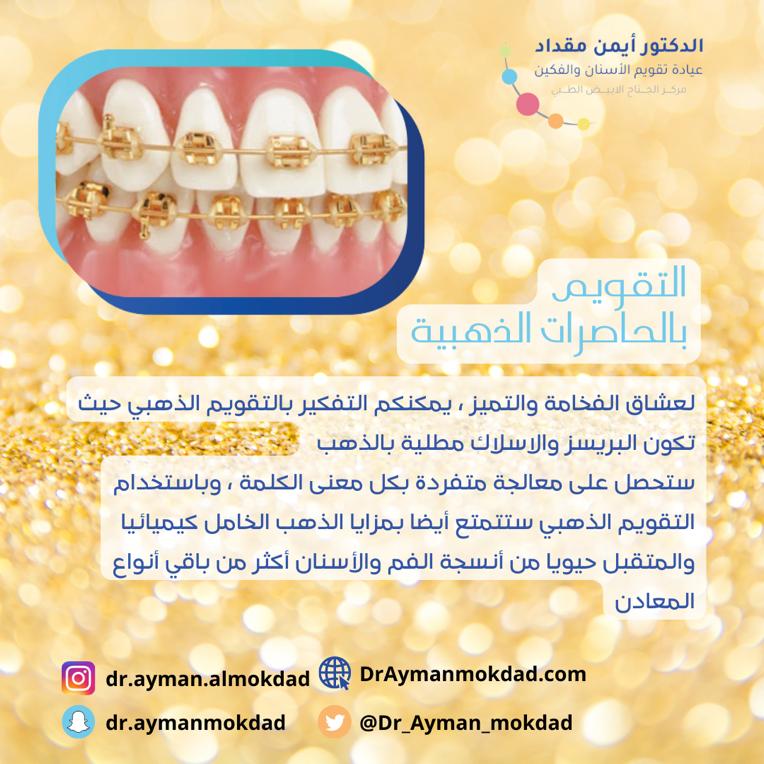 الدكتور أيمن مقداد
عيادة تقويم الأسنان والفكين
مركز الجناح الابيض الطبي
التقويم
بالحاصرات الذهبية
لعشاق الفخامة والتميز ، يمكنكم التفكير بالتقويم الذهبي حيث
تكون البريسز والاسلاك مطلية بالذهب
ستحصل على معالجة متفردة بكل معنى الكلمة ، وباستخدام
التقويم الذهبي ستتمتع أيضا بمزايا الذهب الخامل كيميائيا
والمتقبل حيويا من أنسجة الفم والأسنان أكثر من باقي أنواع
المعادن
dr.ayman.almokdad
DrAymanmokdad.com
dr.aymanmokdad
@Dr_Ayman_mokdad